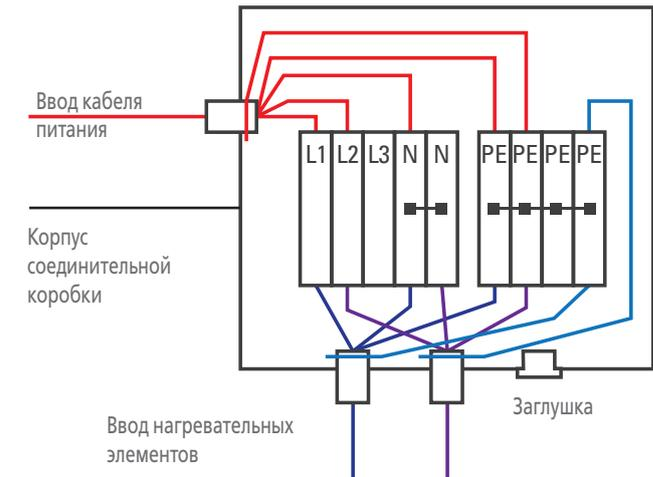 Ввод кабеля
питания
L1 L2 L3 N N PE PE PE PE
Корпус
соединительной
коробки
Заглушка
Ввод нагревательных
элементов